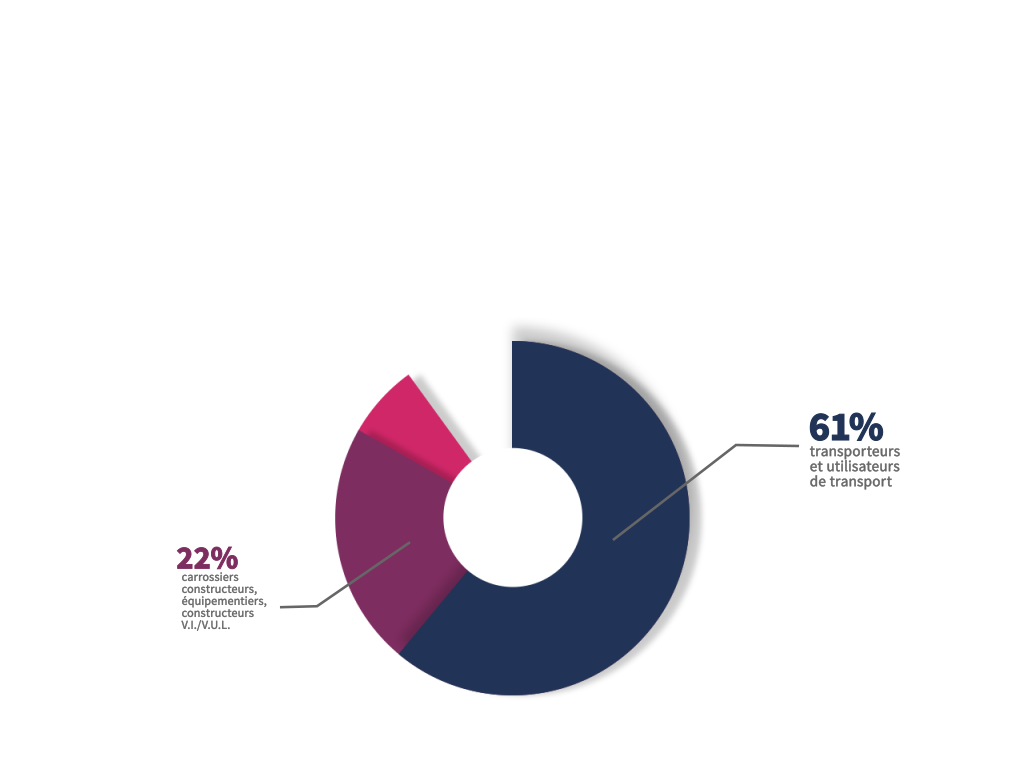 61%
transporteurs
et utilisateurs
de transport
22%
carrossiers
constructeurs,
équipementiers,
constructeurs
V.I./V.U.L.